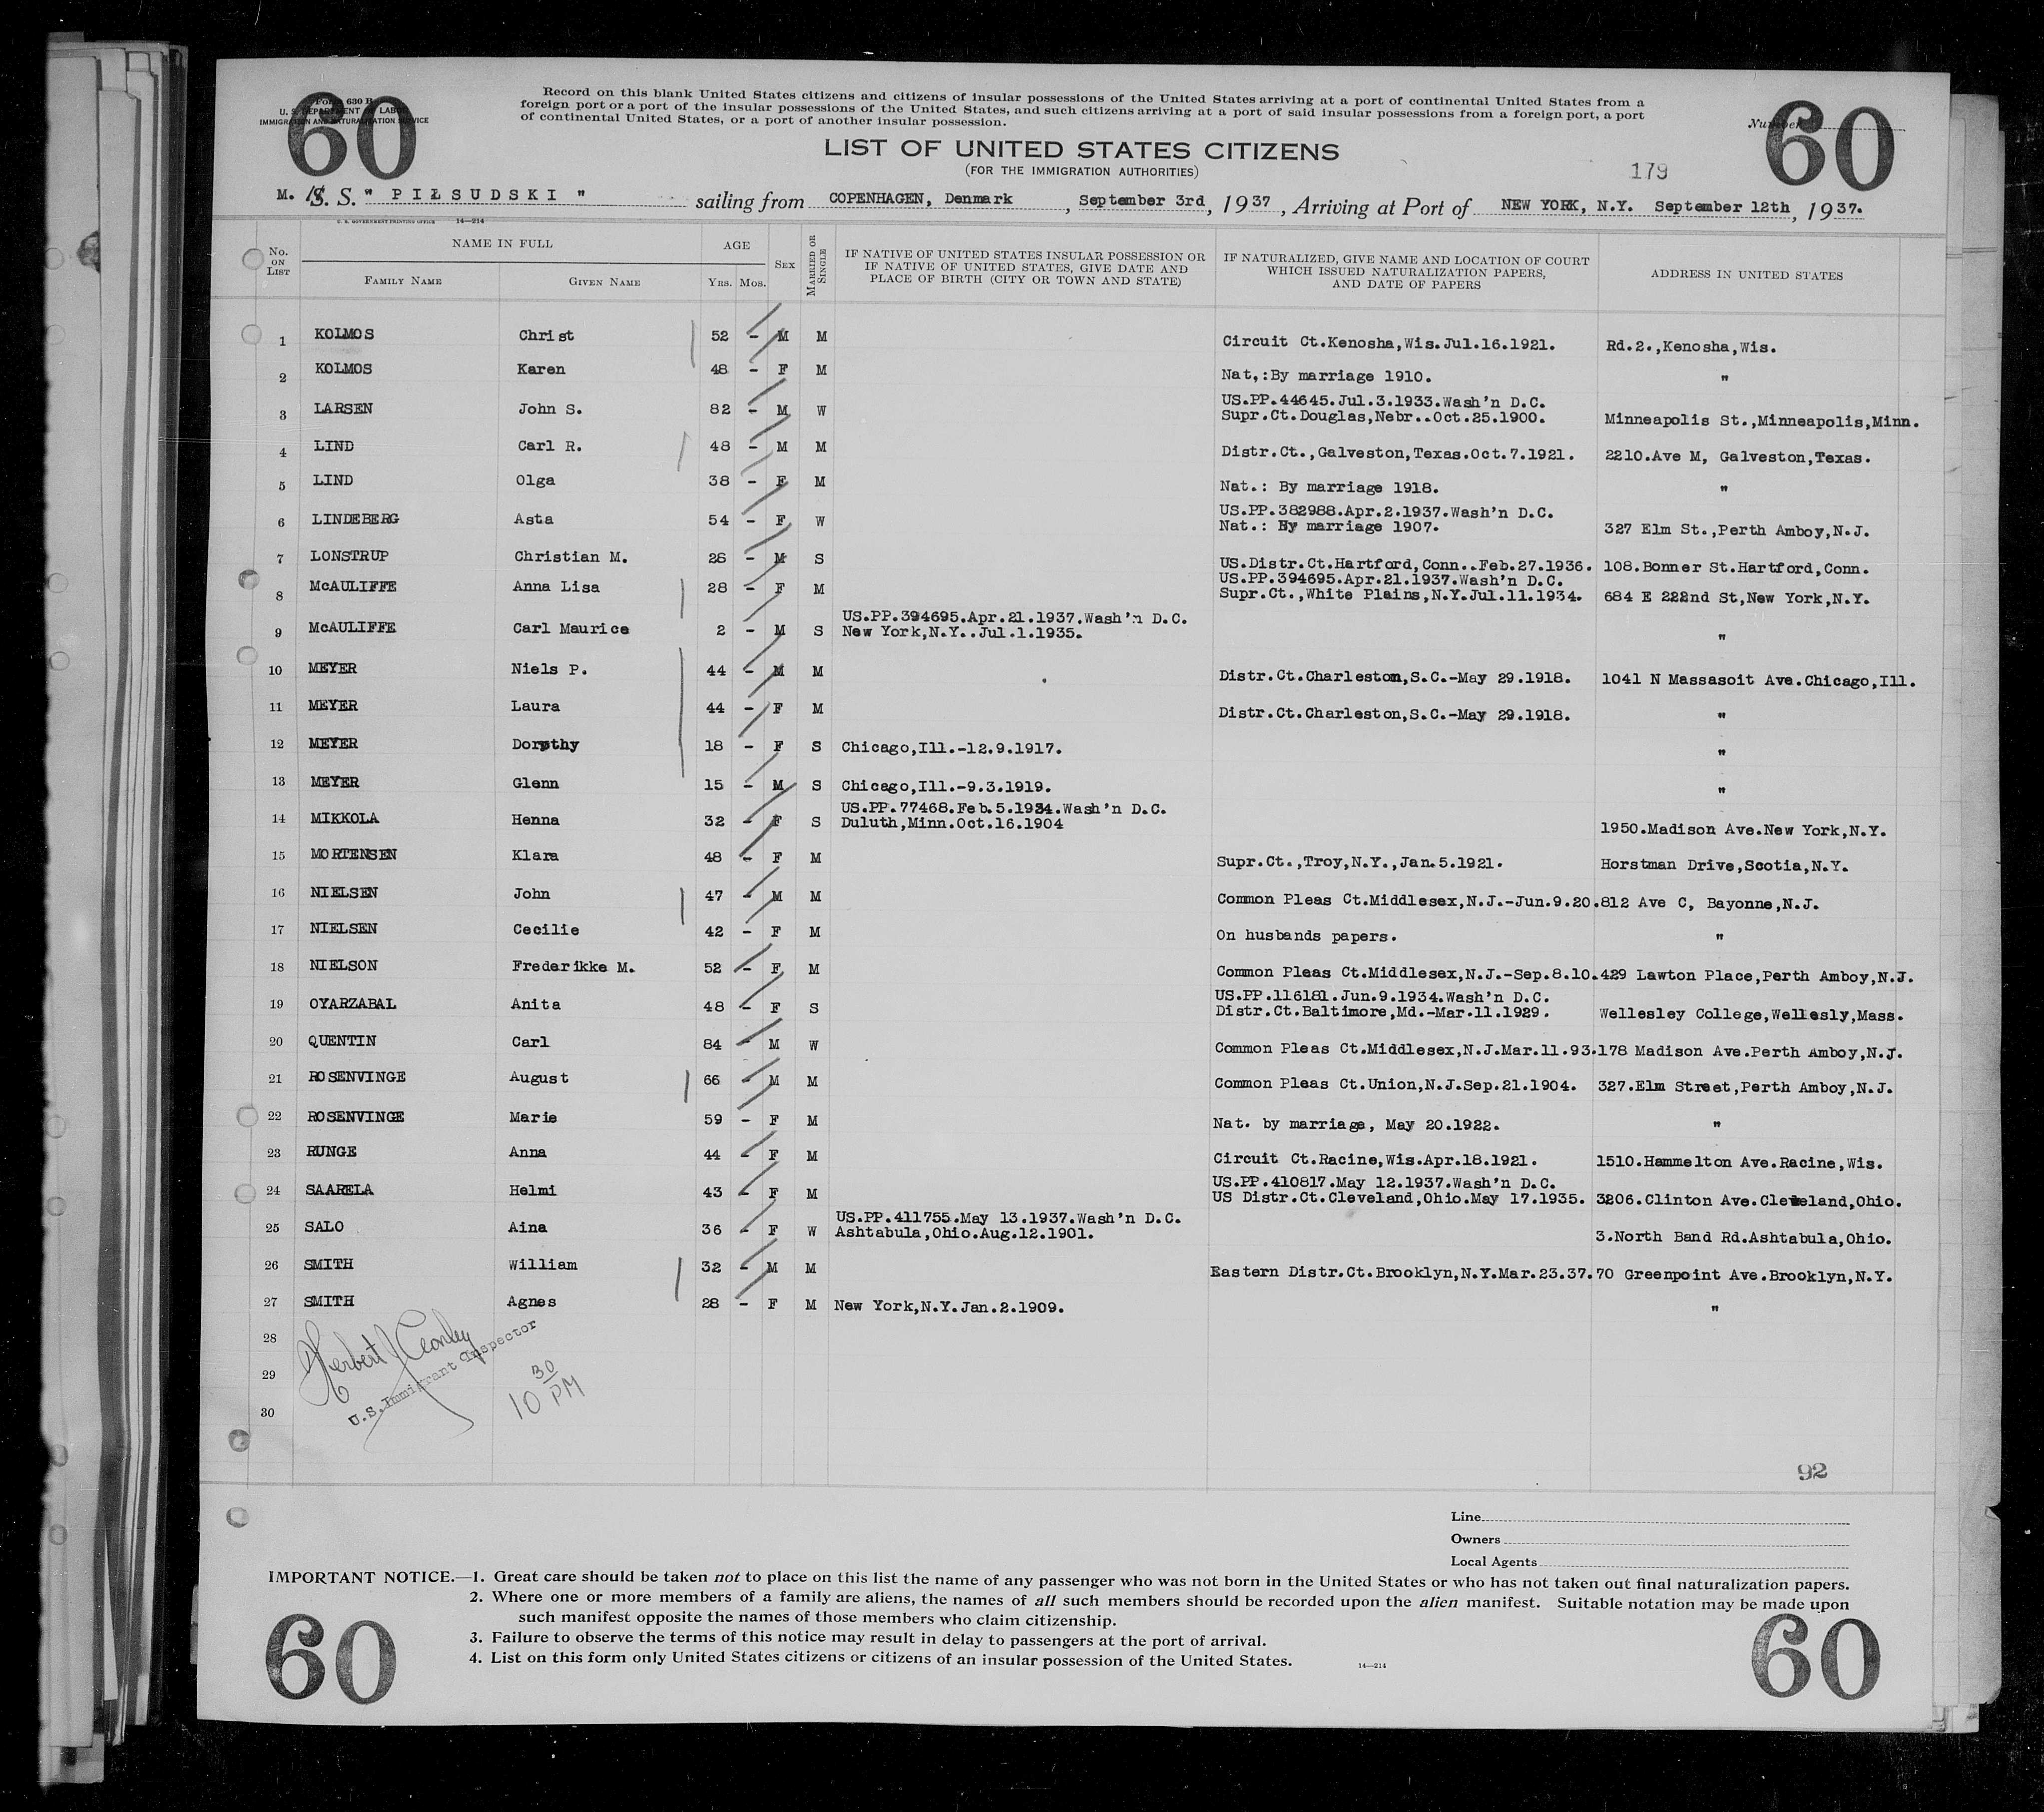 60
Form 630 B
U. S. DEPARTMENT OF LABOR
IMMIGRATION AND NATURALIZATION SERVICE
Record on this blank United States citizens and citizens of insular possessions of the United States arriving at a port of continental United States from a
foreign port or a port of the insular possessions of the United States, and such citizens arriving at a port of said insular possessions from a foreign port, a port
of continental United States, or a port of another insular possession.
Number
60
LIST OF UNITED STATES CITIZENS
(FOR THE IMMIGRATION AUTHORITIES)
179
M. S. S. " PIŁSUDSKI " sailing from COPENHAGEN, Denmark, September 3rd, 1937, Arriving at Port of NEW YORK, N.Y. September 12th, 1937.
U. S. GOVERNMENT PRINTING OFFICE 14—214
No. ON LIST NAME IN FULL AGE SEX MARRIED OR SINGLE IF NATIVE OF UNITED STATES INSULAR POSSESSION OR IF NATIVE OF UNITED STATES, GIVE DATE AND PLACE OF BIRTH (CITY OR TOWN AND STATE) IF NATURALIZED, GIVE NAME AND LOCATION OF COURT WHICH ISSUED NATURALIZATION PAPERS, AND DATE OF PAPERS ADDRESS IN UNITED STATES
FAMILY NAME GIVEN NAME YRS. MOS.
1 KOLMOS Christ 52 - M M Circuit Ct.Kenosha,Wis.Jul.16.1921. Rd.2.,Kenosha,Wis.
2 KOLMOS Karen 48 - F M Nat,:By marriage 1910. "
US.PP.44645.Jul.3.1933.Wash'n D.C.
3 LARSEN John S. 82 - M W Supr.Ct.Douglas,Nebr..Oct.25.1900. Minneapolis St.,Minneapolis,Minn.
4 LIND Carl R. 48 - M M Distr.Ct.,Galveston,Texas.Oct.7.1921. 2210.Ave M, Galveston,Texas.
5 LIND Olga 38 - F M Nat.: By marriage 1918. "
US.PP.382988.Apr.2.1937.Wash'n D.C.
6 LINDEBERG Asta 54 - F W Nat.: By marriage 1907. 327 Elm St.,Perth Amboy,N.J.
7 LONSTRUP Christian M. 26 - M S US.Distr.Ct.Hartford,Conn..Feb.27.1936. 108.Bonner St.Hartford,Conn.
US.PP.394695.Apr.21.1937.Wash'n D.C.
8 McAULIFFE Anna Lisa 28 - F M Supr.Ct.,White Plains,N.Y.Jul.11.1934. 684 E 222nd St,New York,N.Y.
US.PP.394695.Apr.21.1937.Wash'n D.C.
9 McAULIFFE Carl Maurice 2 - M S New York,N.Y..Jul.1.1935. "
10 MEYER Niels P. 44 - M M Distr.Ct.Charleston,S.C.-May 29.1918. 1041 N Massasoit Ave.Chicago,Ill.
11 MEYER Laura 44 - F M Distr.Ct.Charleston,S.C.-May 29.1918. "
12 MEYER Dorothy 18 - F S Chicago,Ill.-12.9.1917. "
13 MEYER Glenn 15 - M S Chicago,Ill.-9.3.1919. "
US.PP.77468.Feb.5.1934.Wash'n D.C.
14 MIKKOLA Henna 32 - F S Duluth,Minn.Oct.16.1904 1950.Madison Ave.New York,N.Y.
15 MORTENSEN Klara 48 - F M Supr.Ct.,Troy,N.Y.,Jan.5.1921. Horstman Drive,Scotia,N.Y.
16 NIELSEN John 47 - M M Common Pleas Ct.Middlesex,N.J.-Jun.9.20. 812 Ave C, Bayonne,N.J.
17 NIELSEN Cecilie 42 - F M On husbands papers. "
18 NIELSON Frederikke M. 52 - F M Common Pleas Ct.Middlesex,N.J.-Sep.8.10. 429 Lawton Place,Perth Amboy,N.J.
US.PP.116181.Jun.9.1934.Wash'n D.C.
19 OYARZABAL Anita 48 - F S Distr.Ct.Baltimore,Md.-Mar.11.1929. Wellesley College,Wellesly,Mass.
20 QUENTIN Carl 84 - M W Common Pleas Ct.Middlesex,N.J.Mar.11.93. 178 Madison Ave.Perth Amboy,N.J.
21 ROSENVINGE August 66 - M M Common Pleas Ct.Union,N.J.Sep.21.1904. 327.Elm Street,Perth Amboy,N.J.
22 ROSENVINGE Marie 59 - F M Nat. by marriage, May 20.1922. "
23 RUNGE Anna 44 - F M Circuit Ct.Racine,Wis.Apr.18.1921. 1510.Hammelton Ave.Racine,Wis.
US.PP.410817.May 12.1937.Wash'n D.C.
24 SAARELA Helmi 43 - F M US Distr.Ct.Cleveland,Ohio.May 17.1935. 3206.Clinton Ave.Cleveland,Ohio.
US.PP.411755.May 13.1937.Wash'n D.C.
25 SALO Aina 36 - F W Ashtabula,Ohio.Aug.12.1901. 3.North Band Rd.Ashtabula,Ohio.
26 SMITH William 32 - M M Eastern Distr.Ct.Brooklyn,N.Y.Mar.23.37. 70 Greenpoint Ave.Brooklyn,N.Y.
27 SMITH Agnes 28 - F M New York,N.Y.Jan.2.1909. "
28
29
30
Herbert J
U.S. Immigrant Inspector
10 30 PM
92
Line
Owners
Local Agents
IMPORTANT NOTICE.—1. Great care should be taken not to place on this list the name of any passenger who was not born in the United States or who has not taken out final naturalization papers.
2. Where one or more members of a family are aliens, the names of all such members should be recorded upon the alien manifest. Suitable notation may be made upon
such manifest opposite the names of those members who claim citizenship.
3. Failure to observe the terms of this notice may result in delay to passengers at the port of arrival.
4. List on this form only United States citizens or citizens of an insular possession of the United States. 14—214
60
60